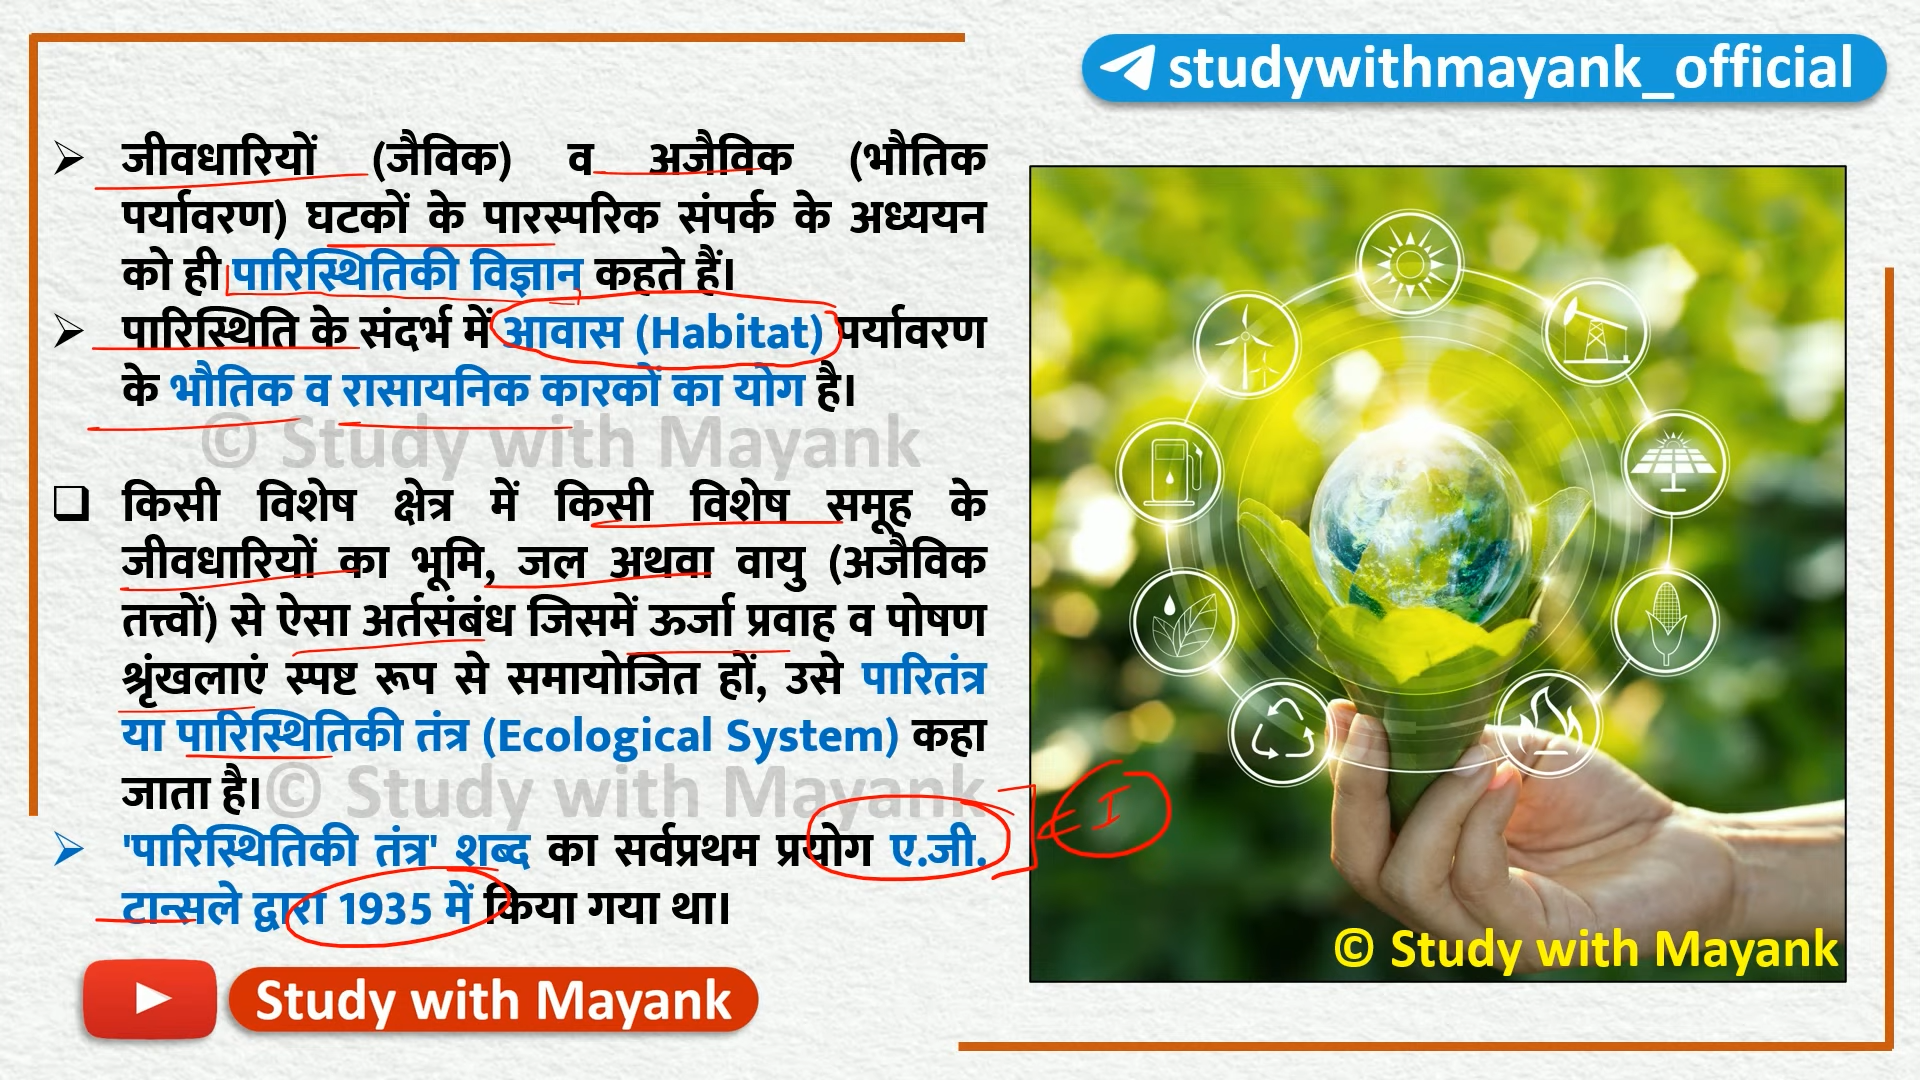 studywithmayank_official
➢ जीवधारियों (जैविक) व अजैविक (भौतिक
पर्यावरण) घटकों के पारस्परिक संपर्क के अध्ययन
को ही पारिस्थितिकी विज्ञान कहते हैं।
➢ पारिस्थिति के संदर्भ में आवास (Habitat) पर्यावरण
के भौतिक व रासायनिक कारकों का योग है।
© Study with Mayank
❑ किसी विशेष क्षेत्र में किसी विशेष समूह के
जीवधारियों का भूमि, जल अथवा वायु (अजैविक
तत्त्वों) से ऐसा अर्तसंबंध जिसमें ऊर्जा प्रवाह व पोषण
श्रृंखलाएं स्पष्ट रूप से समायोजित हों, उसे पारितंत्र
या पारिस्थितिकी तंत्र (Ecological System) कहा
जाता है।
© Study with Mayank
➢ 'पारिस्थितिकी तंत्र' शब्द का सर्वप्रथम प्रयोग ए.जी.
टान्सले द्वारा 1935 में किया गया था।
I
© Study with Mayank
Study with Mayank